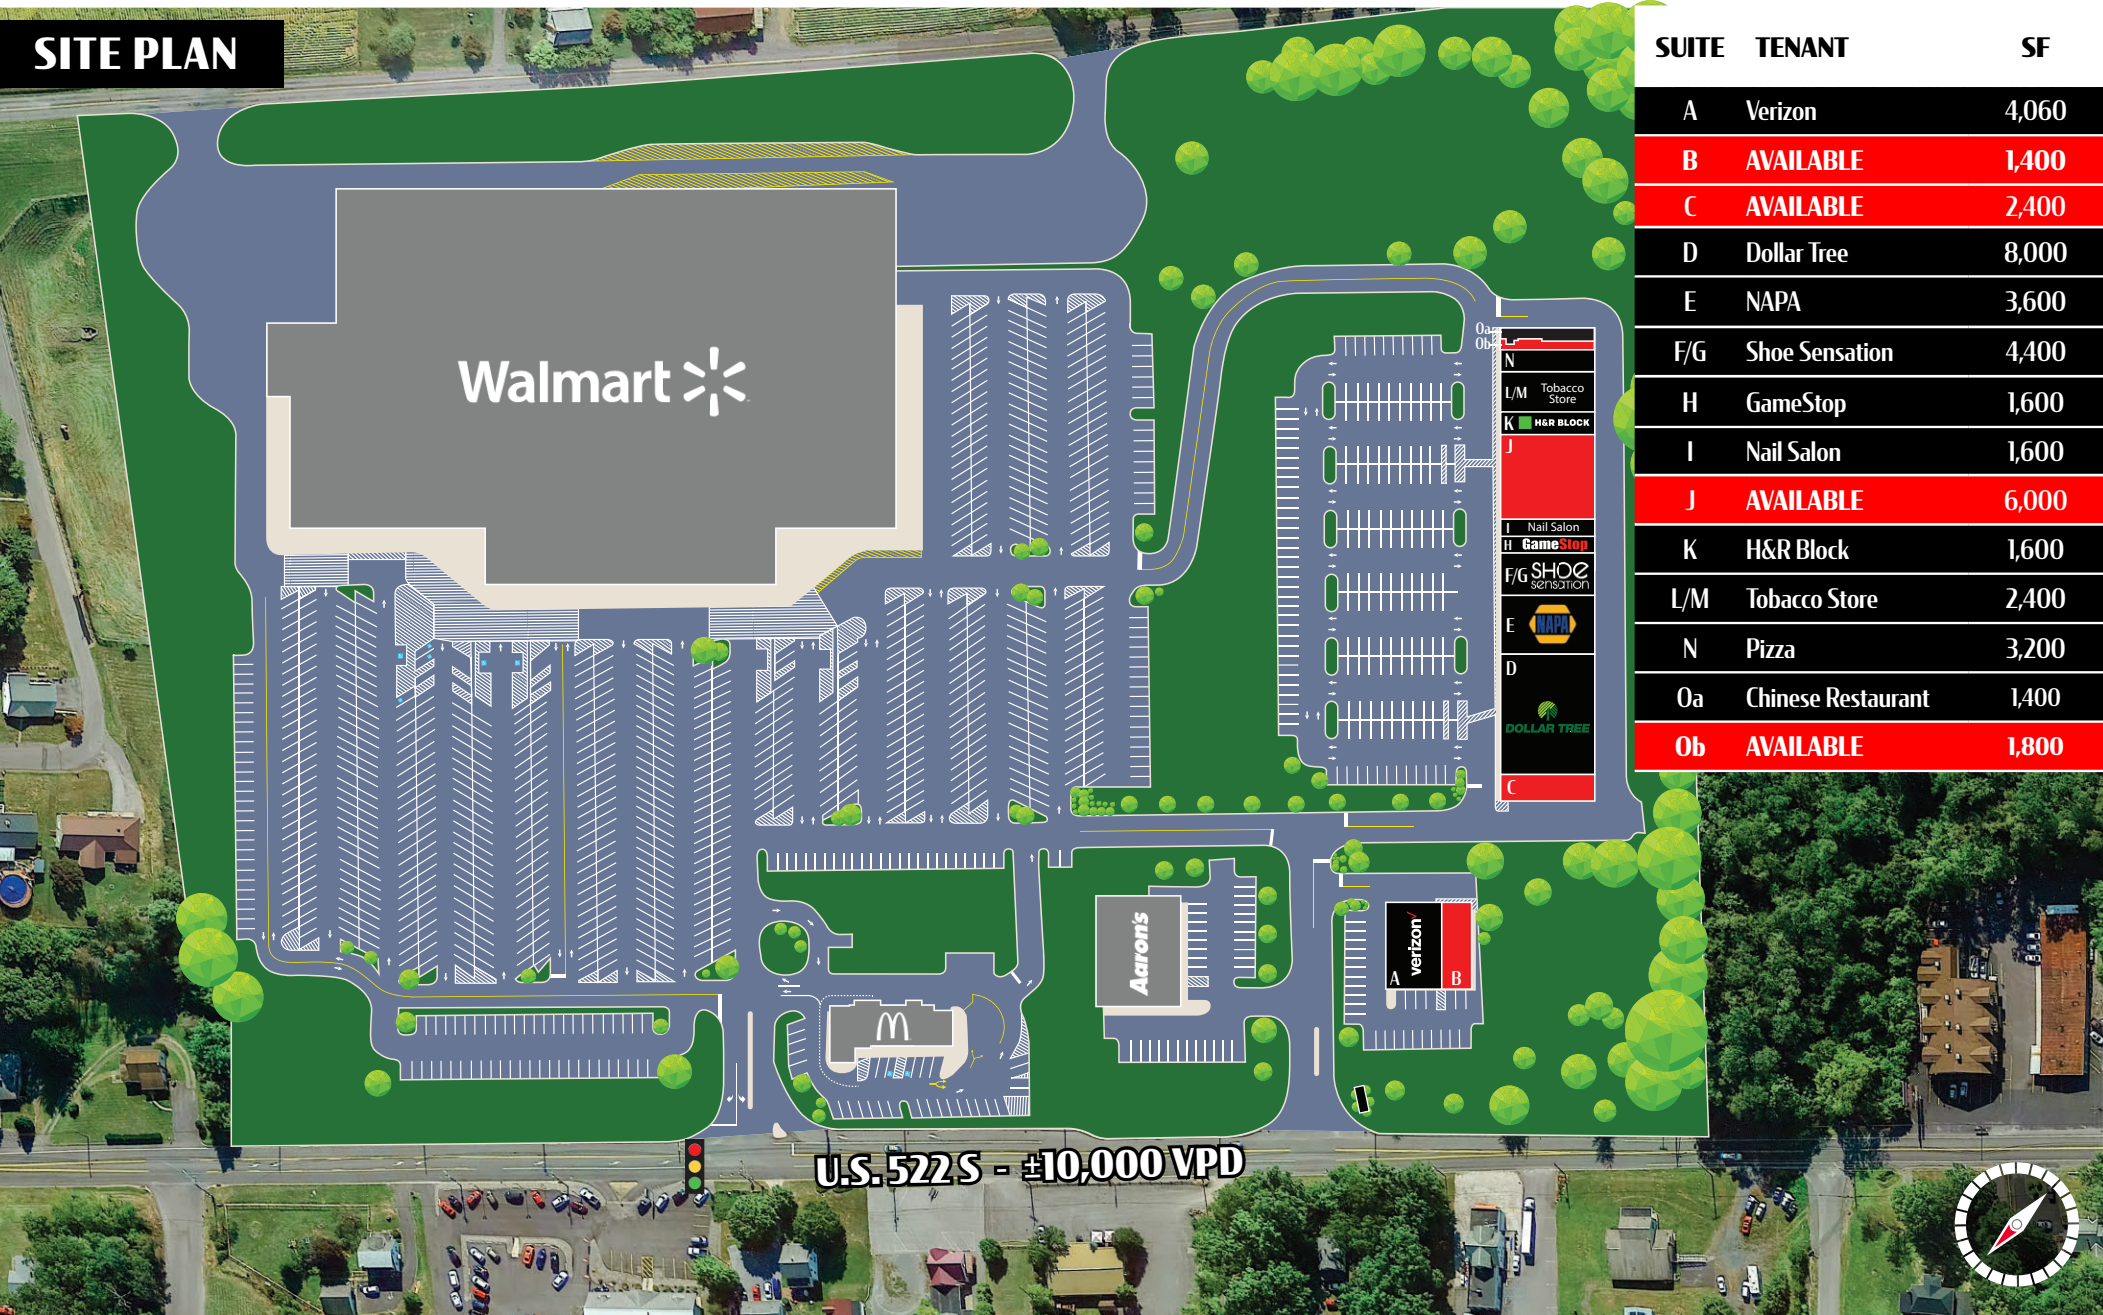 SITE PLAN
SUITE TENANT SF
A Verizon 4,060
B AVAILABLE 1,400
C AVAILABLE 2,400
D Dollar Tree 8,000
E NAPA 3,600
F/G Shoe Sensation 4,400
H GameStop 1,600
I Nail Salon 1,600
J AVAILABLE 6,000
K H&R Block 1,600
L/M Tobacco Store 2,400
N Pizza 3,200
Oa Chinese Restaurant 1,400
Ob AVAILABLE 1,800
Walmart
Oa
Ob
N
L/M Tobacco
Store
K H&R BLOCK
J
I Nail Salon
H GameStop
F/G SHOE
sensation
E NAPA
D
DOLLAR TREE
C
Aaron's
verizon
A B
M
U.S. 522 S - ±10,000 VPD